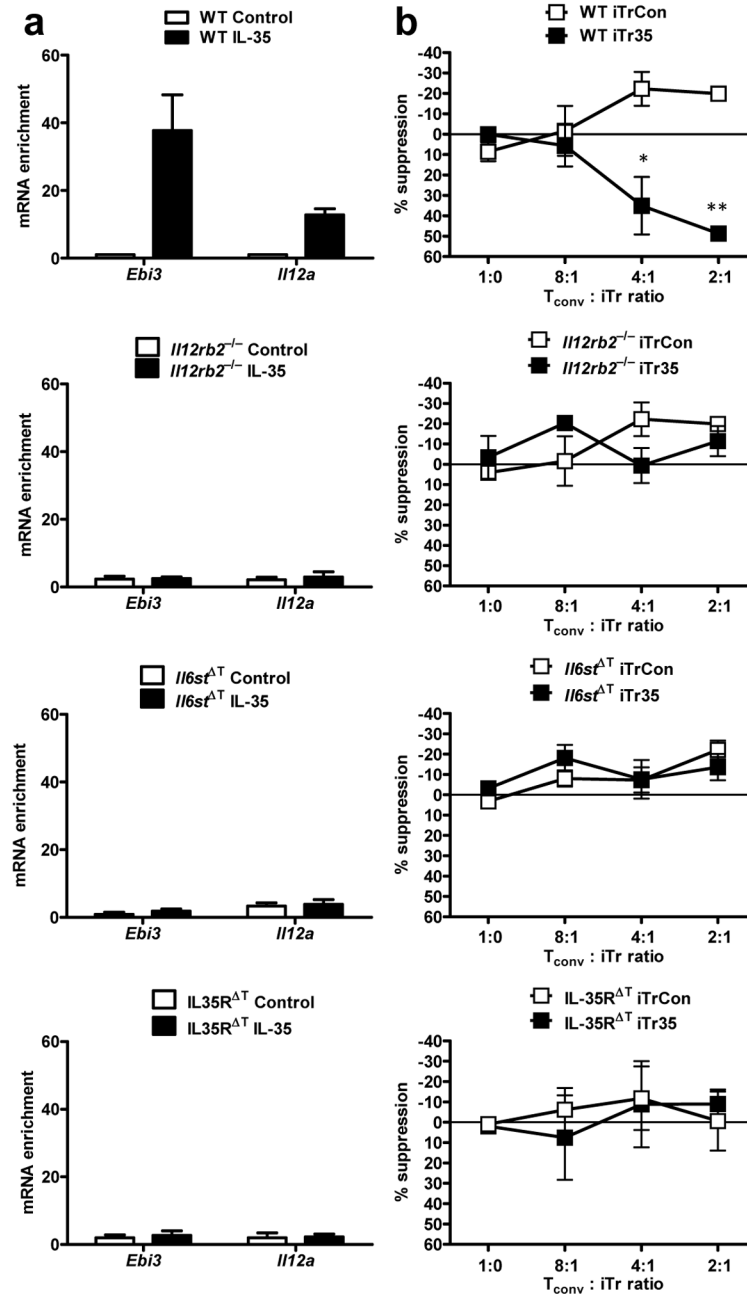 a
WT Control
WT IL-35
mRNA enrichment
60
40
20
0
Ebi3 Il12a
b
WT iTrCon
WT iTr35
% suppression
-40
-30
-20
-10
0
10
20
30
40
50
60
*
**
1:0 8:1 4:1 2:1
Tconv : iTr ratio
Il12rb2–/– Control
Il12rb2–/– IL-35
mRNA enrichment
60
40
20
0
Ebi3 Il12a
Il12rb2–/– iTrCon
Il12rb2–/– iTr35
% suppression
-40
-30
-20
-10
0
10
20
30
40
50
60
1:0 8:1 4:1 2:1
Tconv : iTr ratio
Il6stΔT Control
Il6stΔT IL-35
mRNA enrichment
60
40
20
0
Ebi3 Il12a
Il6stΔT iTrCon
Il6stΔT iTr35
% suppression
-40
-30
-20
-10
0
10
20
30
40
50
60
1:0 8:1 4:1 2:1
Tconv : iTr ratio
IL35RΔT Control
IL35RΔT IL-35
mRNA enrichment
60
40
20
0
Ebi3 Il12a
IL-35RΔT iTrCon
IL-35RΔT iTr35
% suppression
-40
-30
-20
-10
0
10
20
30
40
50
60
1:0 8:1 4:1 2:1
Tconv : iTr ratio